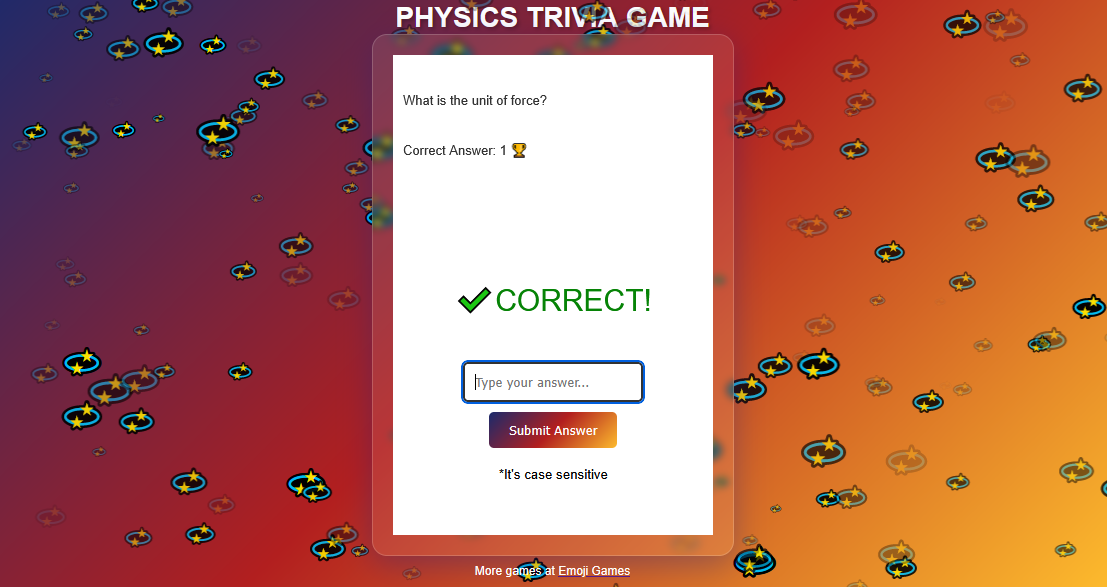 PHYSICS TRIVIA GAME
What is the unit of force?
Correct Answer: 1 🏆
✔ CORRECT!
Type your answer...
Submit Answer
*It's case sensitive
More games at Emoji Games